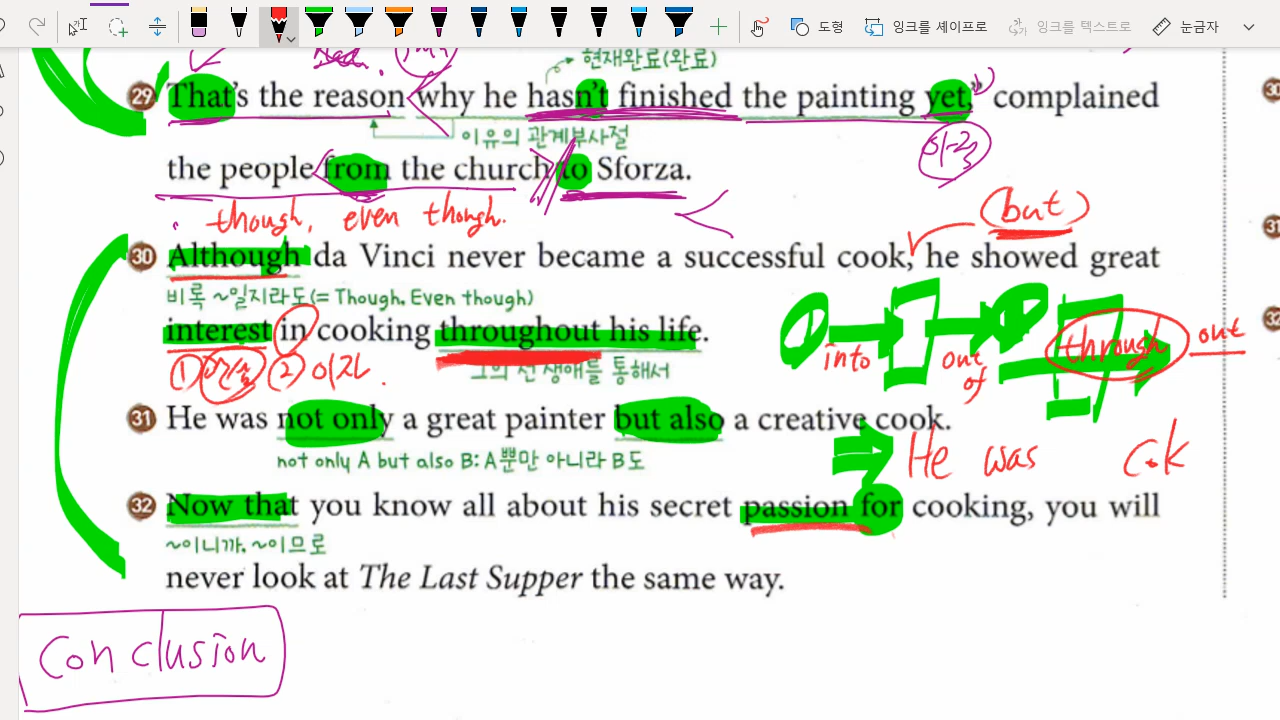 도형 잉크를 셰이프로 잉크를 텍스트로 눈금자
현재완료(완료)
29 That's the reason why he hasn't finished the painting yet," complained
이유의 관계부사절
시-극
the people from the church to Sforza.
though, even though.
(but)
30 Although da Vinci never became a successful cook, he showed great
비록 ~일지라도(= Though, Even though)
interest in cooking throughout his life.
into out of through out
① ② 이자.
그의 전 생애를 통해서
31 He was not only a great painter but also a creative cook.
not only A but also B: A뿐만 아니라 B도
He was cook
32 Now that you know all about his secret passion for cooking, you will
~이니까, ~이므로
never look at The Last Supper the same way.
Conclusion